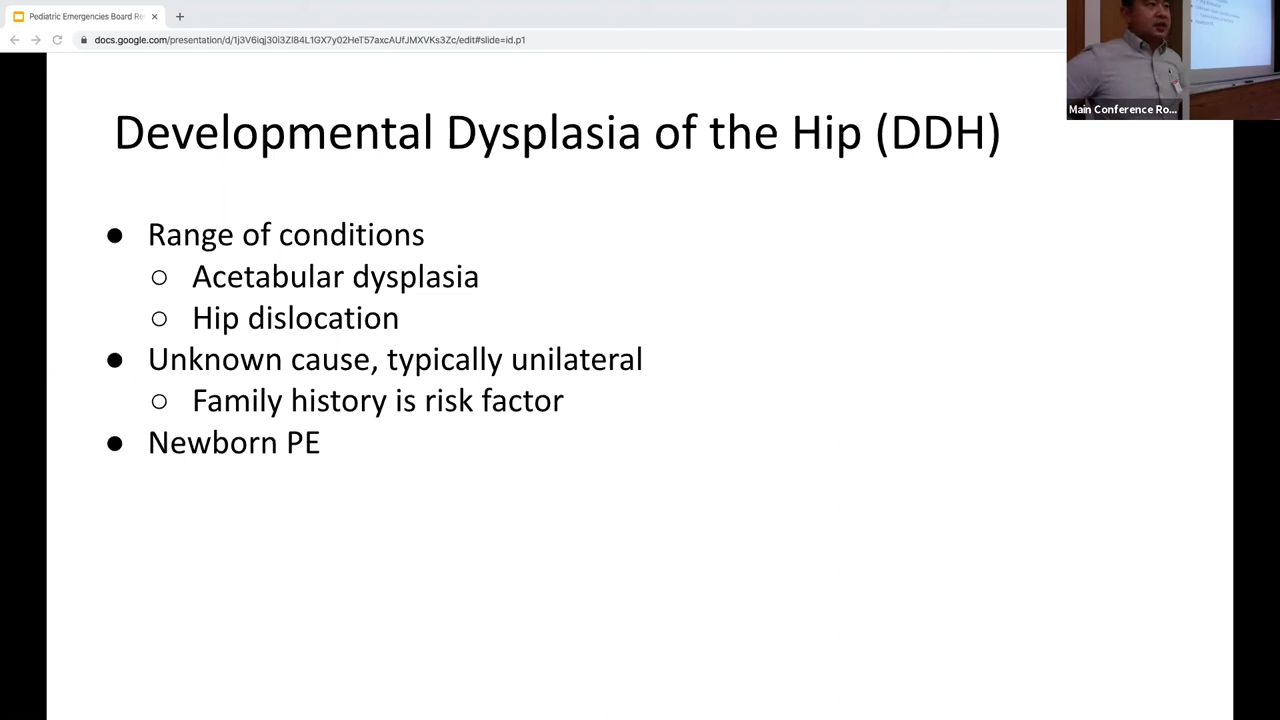 Pediatric Emergencies Board Re
docs.google.com/presentation/d/1j3V6iqj30l3Zl84L1GX7y02HeT57axcAUfJMXVKs3Zc/edit#slide=id.p1
Main Conference Ro...
Developmental Dysplasia of the Hip (DDH)
● Range of conditions
○ Acetabular dysplasia
○ Hip dislocation
● Unknown cause, typically unilateral
○ Family history is risk factor
● Newborn PE